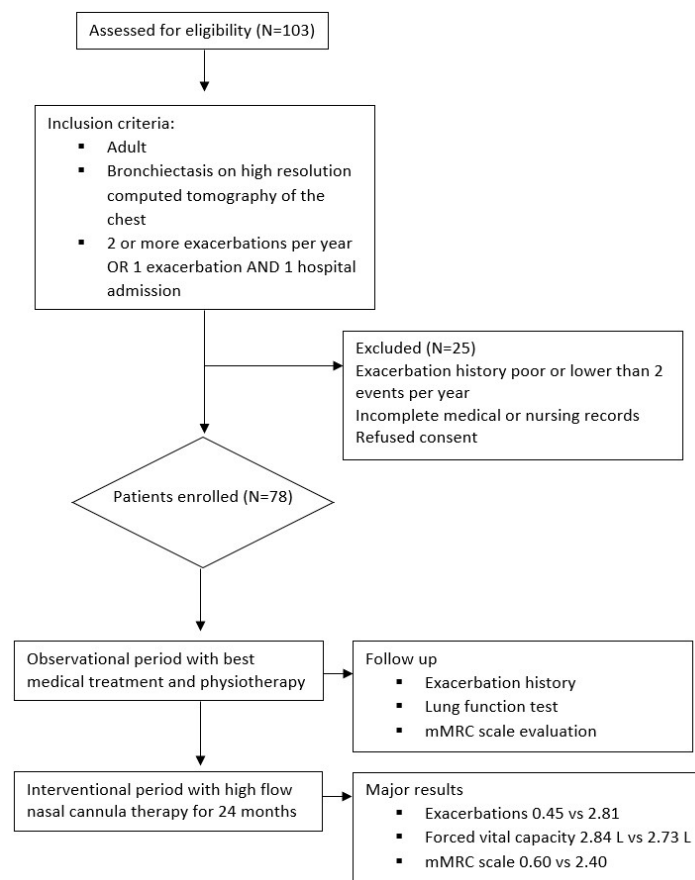 Assessed for eligibility (N=103)
Inclusion criteria:
▪ Adult
▪ Bronchiectasis on high resolution
computed tomography of the
chest
▪ 2 or more exacerbations per year
OR 1 exacerbation AND 1 hospital
admission
Excluded (N=25)
Exacerbation history poor or lower than 2
events per year
Incomplete medical or nursing records
Refused consent
Patients enrolled (N=78)
Observational period with best
medical treatment and physiotherapy
Follow up
▪ Exacerbation history
▪ Lung function test
▪ mMRC scale evaluation
Interventional period with high flow
nasal cannula therapy for 24 months
Major results
▪ Exacerbations 0.45 vs 2.81
▪ Forced vital capacity 2.84 L vs 2.73 L
▪ mMRC scale 0.60 vs 2.40